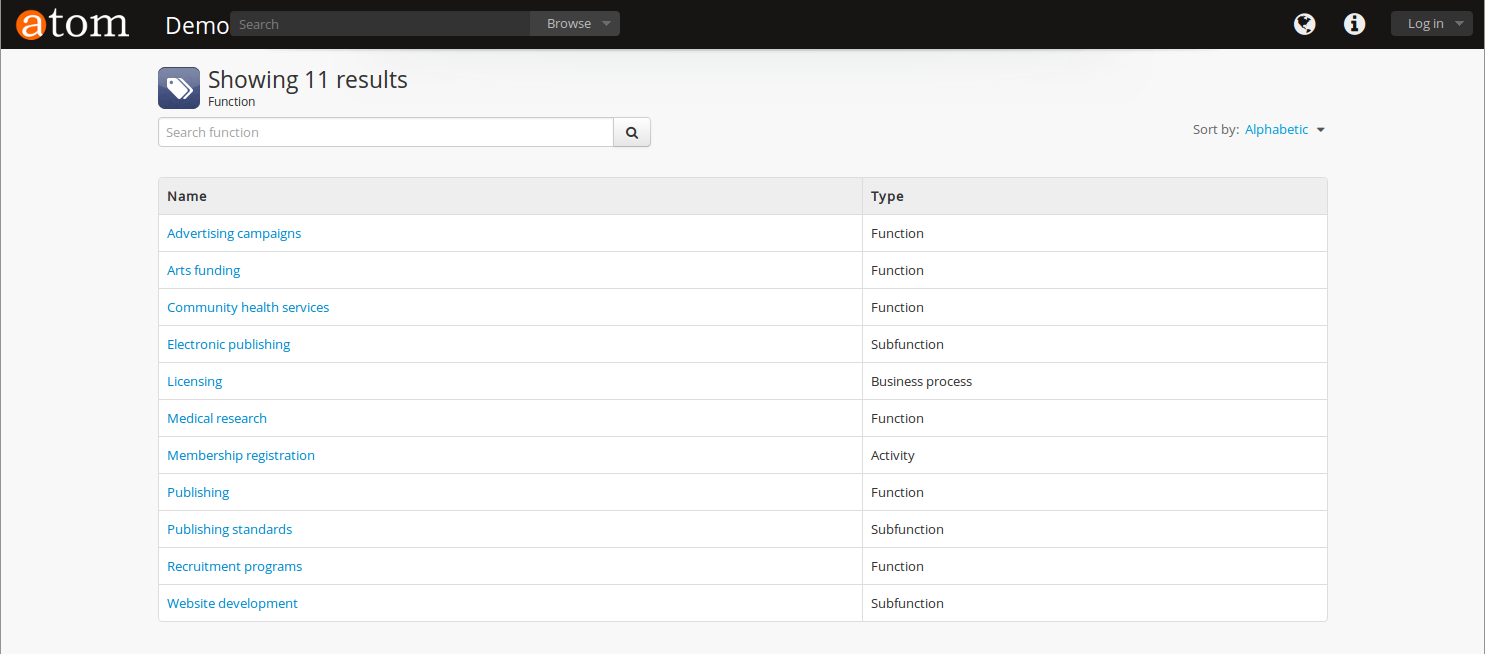 atom Demo Search Browse Log in
Showing 11 results
Function
Search function Sort by: Alphabetic
Name Type
Advertising campaigns Function
Arts funding Function
Community health services Function
Electronic publishing Subfunction
Licensing Business process
Medical research Function
Membership registration Activity
Publishing Function
Publishing standards Subfunction
Recruitment programs Function
Website development Subfunction